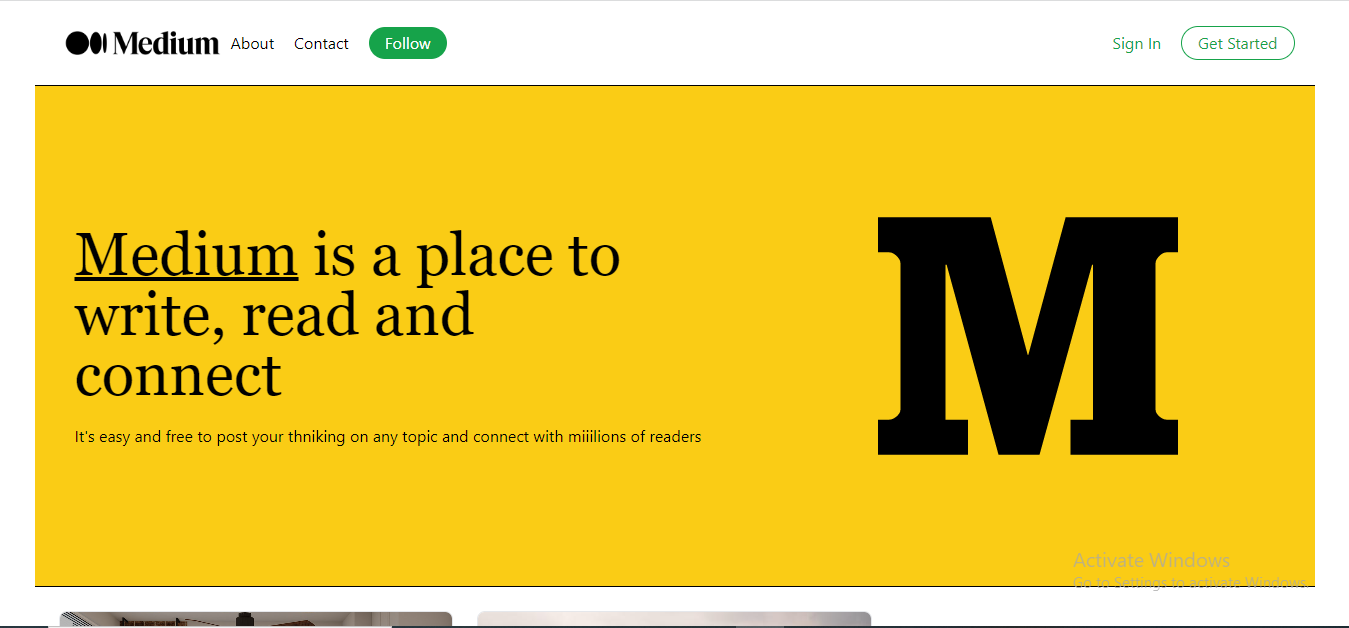 Medium About Contact Follow Sign In Get Started
Medium is a place to
write, read and
connect
It's easy and free to post your thniking on any topic and connect with miiilions of readers
M
Activate Windows
Go to Settings to activate Windows.